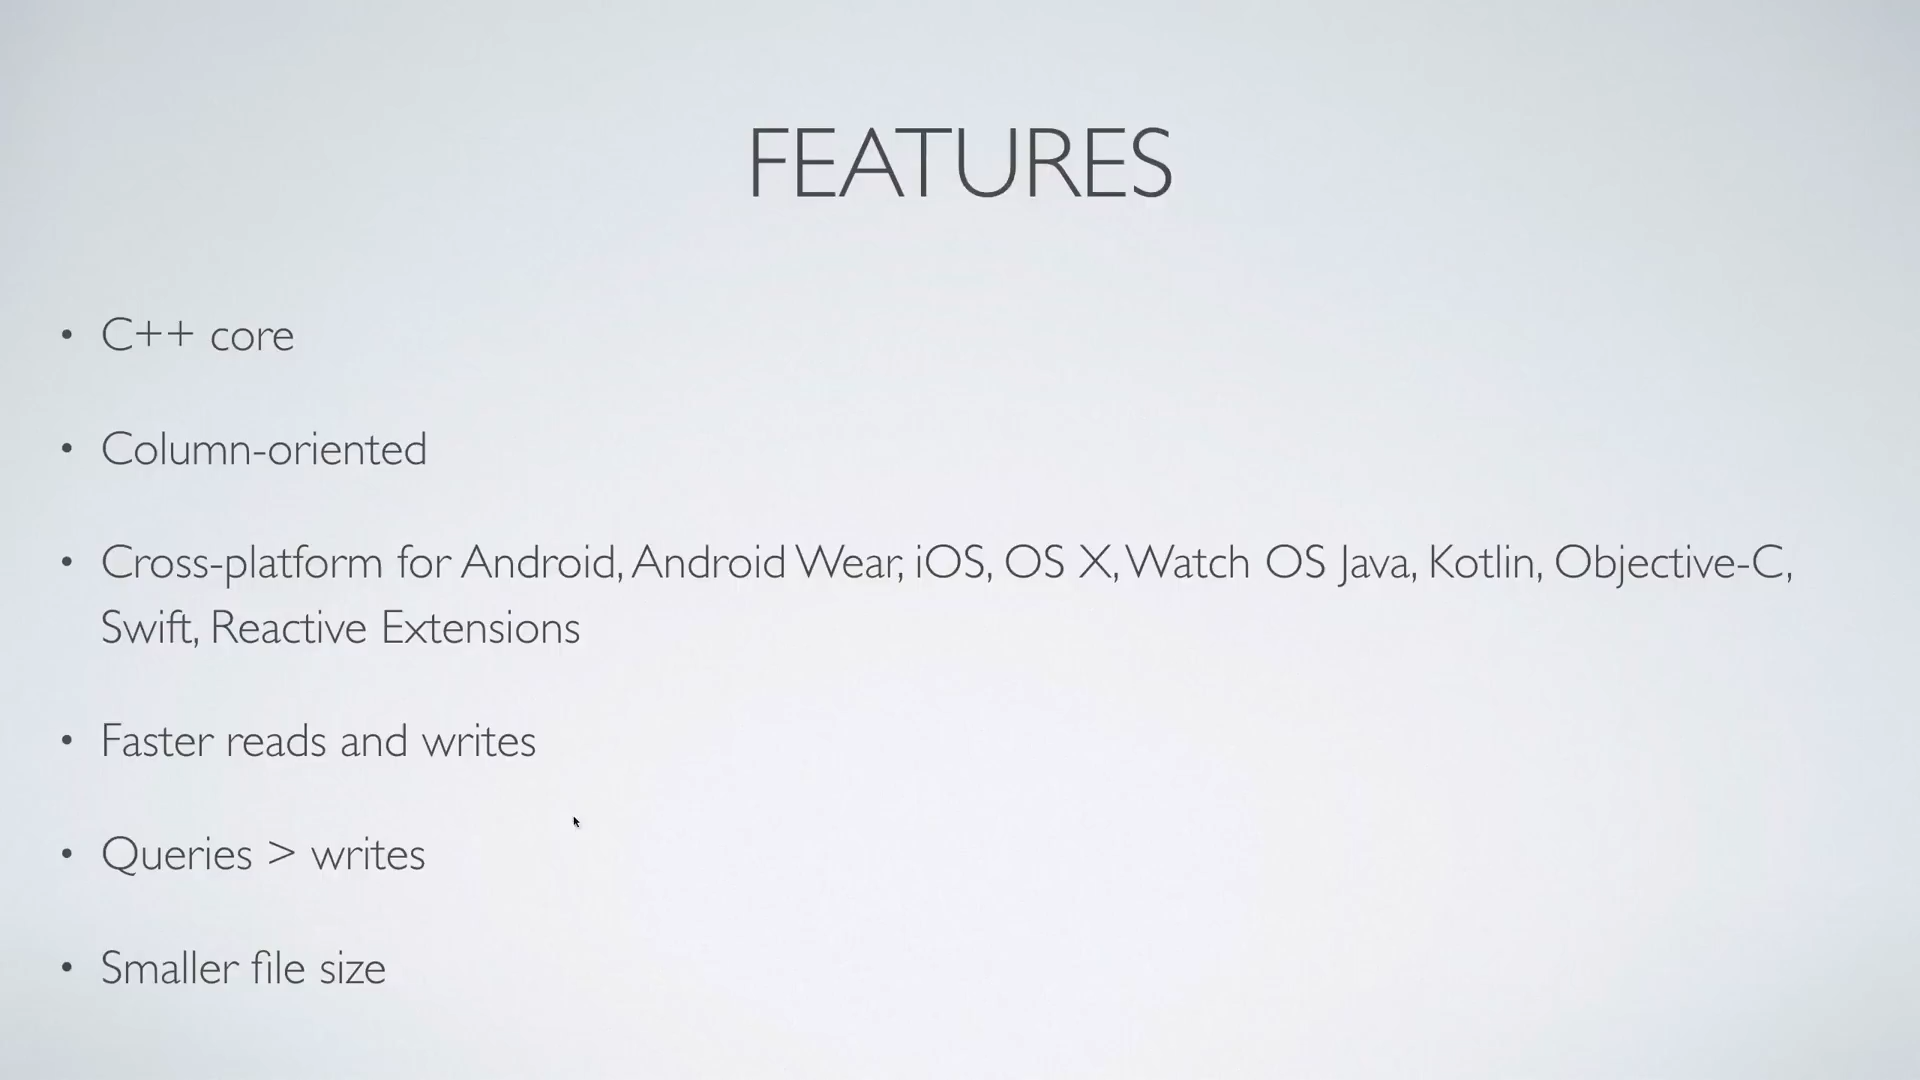 FEATURES
• C++ core
• Column-oriented
• Cross-platform for Android, Android Wear, iOS, OS X, Watch OS Java, Kotlin, Objective-C,
Swift, Reactive Extensions
• Faster reads and writes
• Queries > writes
• Smaller file size